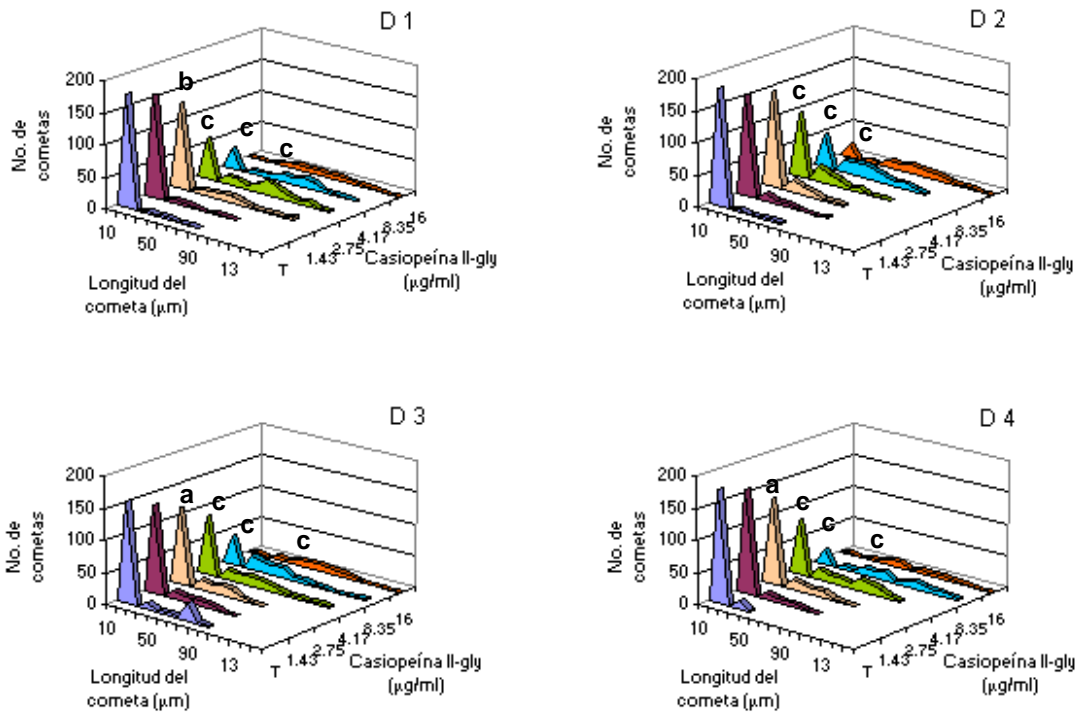 D 1
200
150
100
50
0
No. de
cometas
b
c
c
c
10
50
90
13
Longitud del
cometa (µm)
T
1.43
2.75
4.17
8.35
16
Casiopeína II-gly
(µg/ml)
D 2
200
150
100
50
0
No. de
cometas
c
c
c
10
50
90
13
Longitud del
cometa (µm)
T
1.43
2.75
4.17
8.35
16
Casiopeína II-gly
(µg/ml)
D 3
200
150
100
50
0
No. de
cometas
a
c
c
c
10
50
90
13
Longitud del
cometa (µm)
T
1.43
2.75
4.17
8.35
16
Casiopeína II-gly
(µg/ml)
D 4
200
150
100
50
0
No. de
cometas
a
c
c
c
10
50
90
13
Longitud del
cometa (µm)
T
1.43
2.75
4.17
8.35
16
Casiopeína II-gly
(µg/ml)